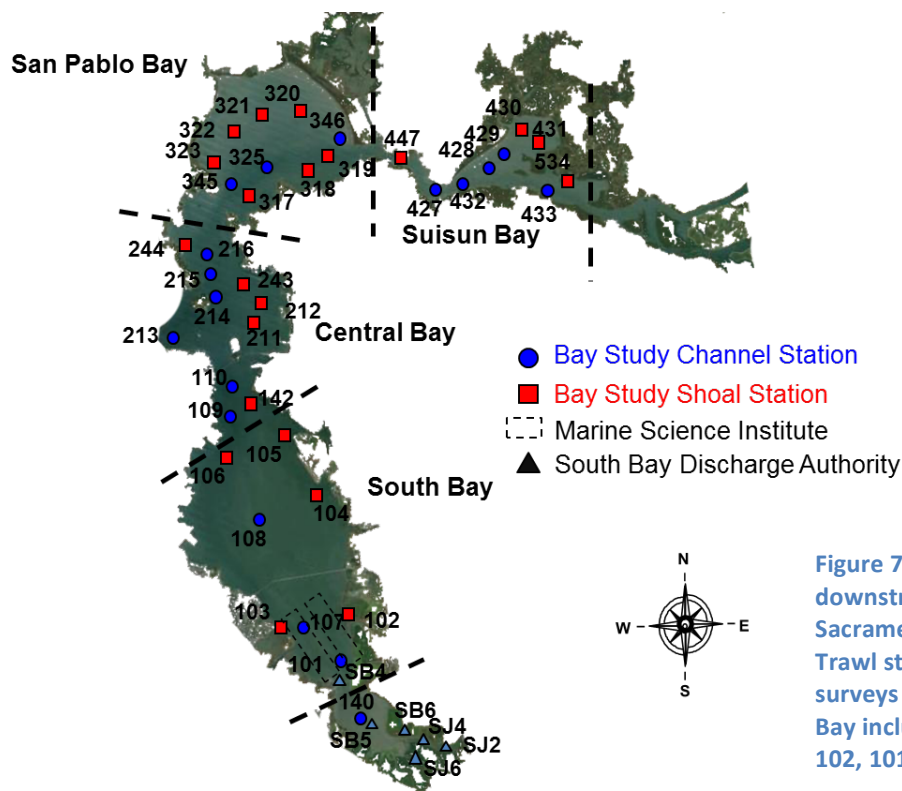 San Pablo Bay
320
321
346
322
323
325
345
317
318
319
447
430
431
429
428
534
427
432
433
Suisun Bay
244
216
215
243
214
212
211
213
Central Bay
110
142
109
Bay Study Channel Station
Bay Study Shoal Station
Marine Science Institute
South Bay Discharge Authority
105
106
South Bay
104
108
103
107
102
101
SB4
140
SB6
SB5
SJ4
SJ2
SJ6
N
W
E
S
Figure 7
downstr
Sacrame
Trawl st
surveys
Bay inclu
102, 101